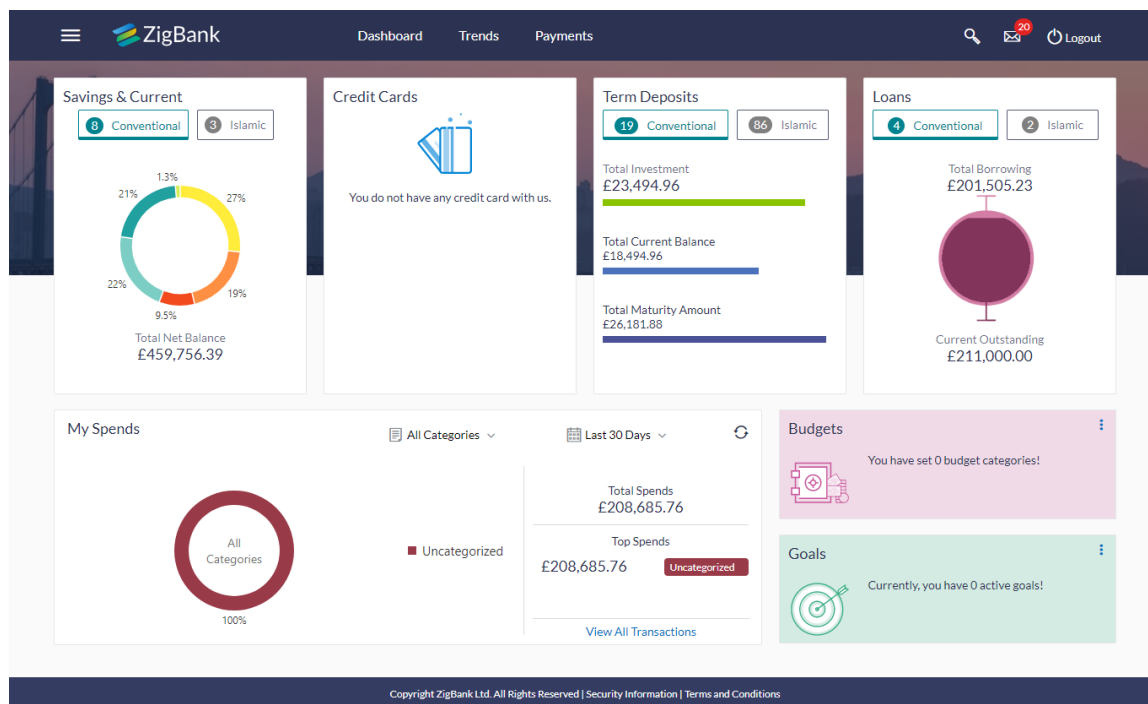 ZigBank
Dashboard Trends Payments
20
Logout
Savings & Current
8 Conventional 3 Islamic
1.3%
21% 27%
22% 19%
9.5%
Total Net Balance
£459,756.39
Credit Cards
You do not have any credit card with us.
Term Deposits
19 Conventional 86 Islamic
Total Investment
£23,494.96
Total Current Balance
£18,494.96
Total Maturity Amount
£26,181.88
Loans
4 Conventional 2 Islamic
Total Borrowing
£201,505.23
Current Outstanding
£211,000.00
My Spends
All Categories Last 30 Days
All
Categories
100%
Uncategorized
Total Spends
£208,685.76
Top Spends
£208,685.76 Uncategorized
View All Transactions
Budgets
You have set 0 budget categories!
Goals
Currently, you have 0 active goals!
Copyright ZigBank Ltd. All Rights Reserved | Security Information | Terms and Conditions